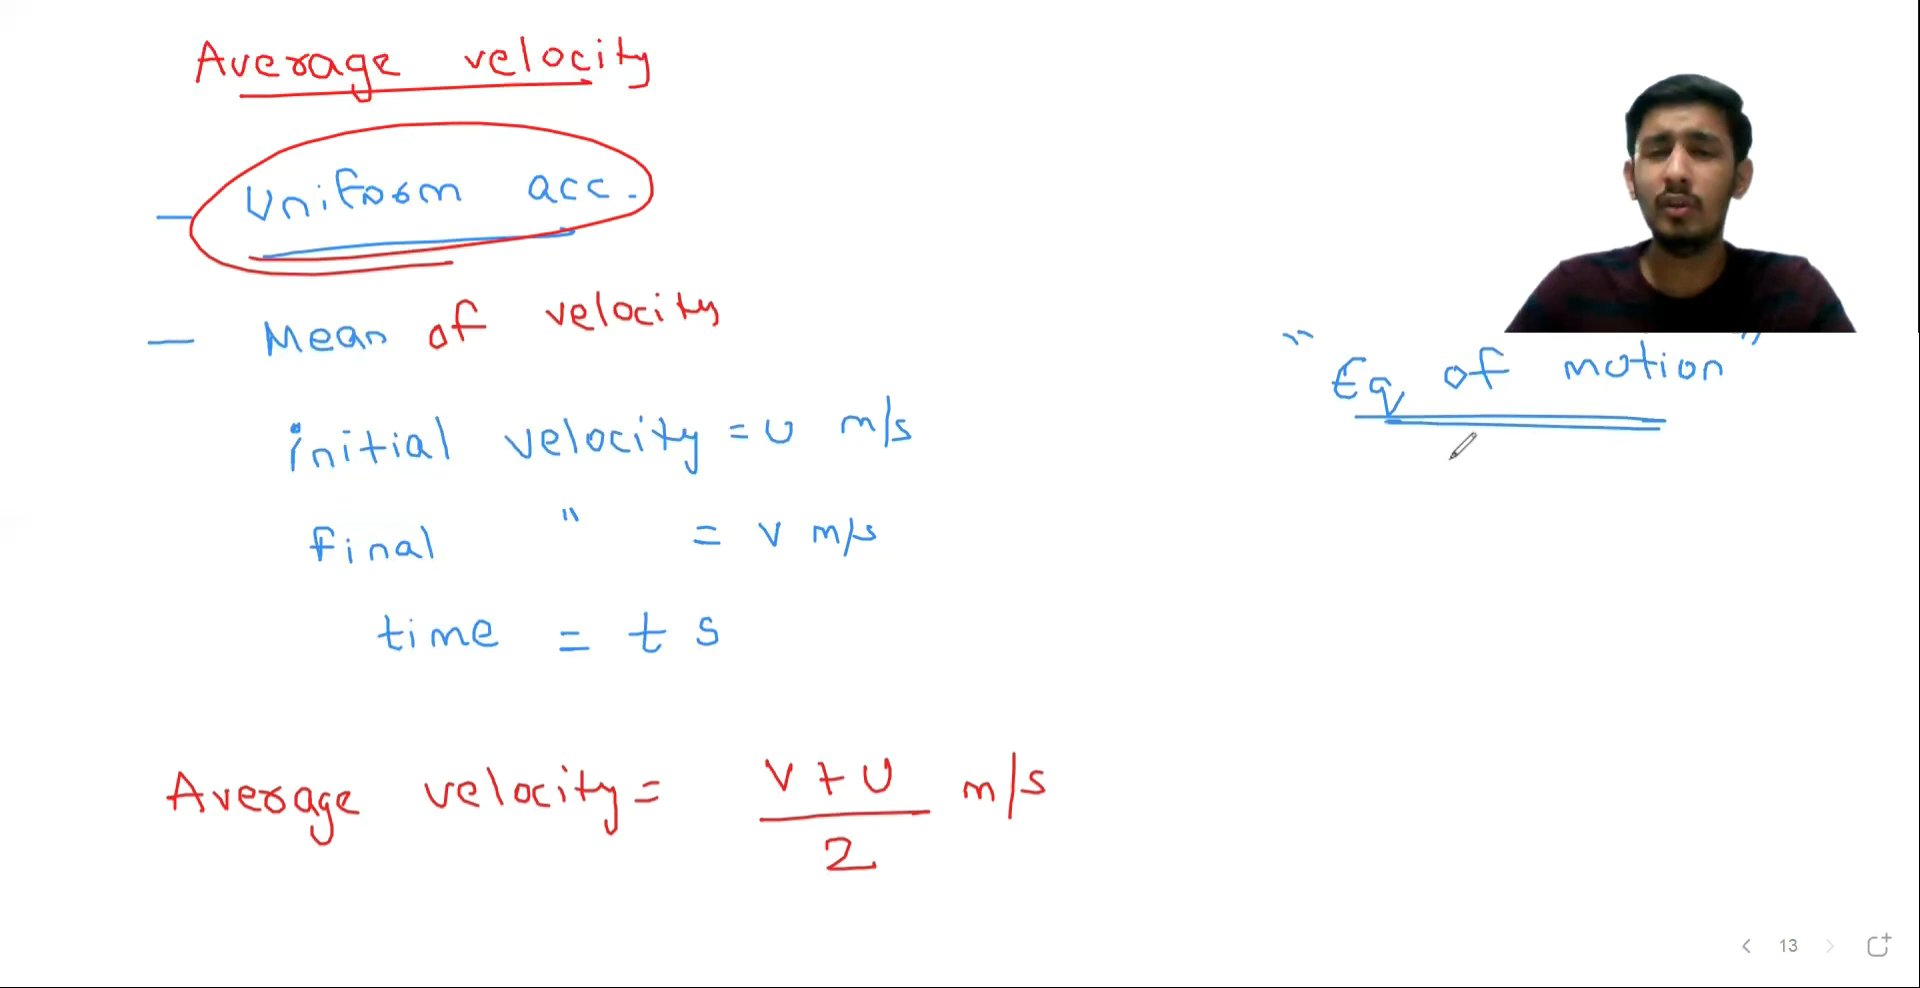 Average velocity
— Uniform acc.
— Mean of velocity
initial velocity = u m/s
final " = v m/s
time = t s
Average velocity = v + u / 2 m/s
" Eq of motion "
< 13 >